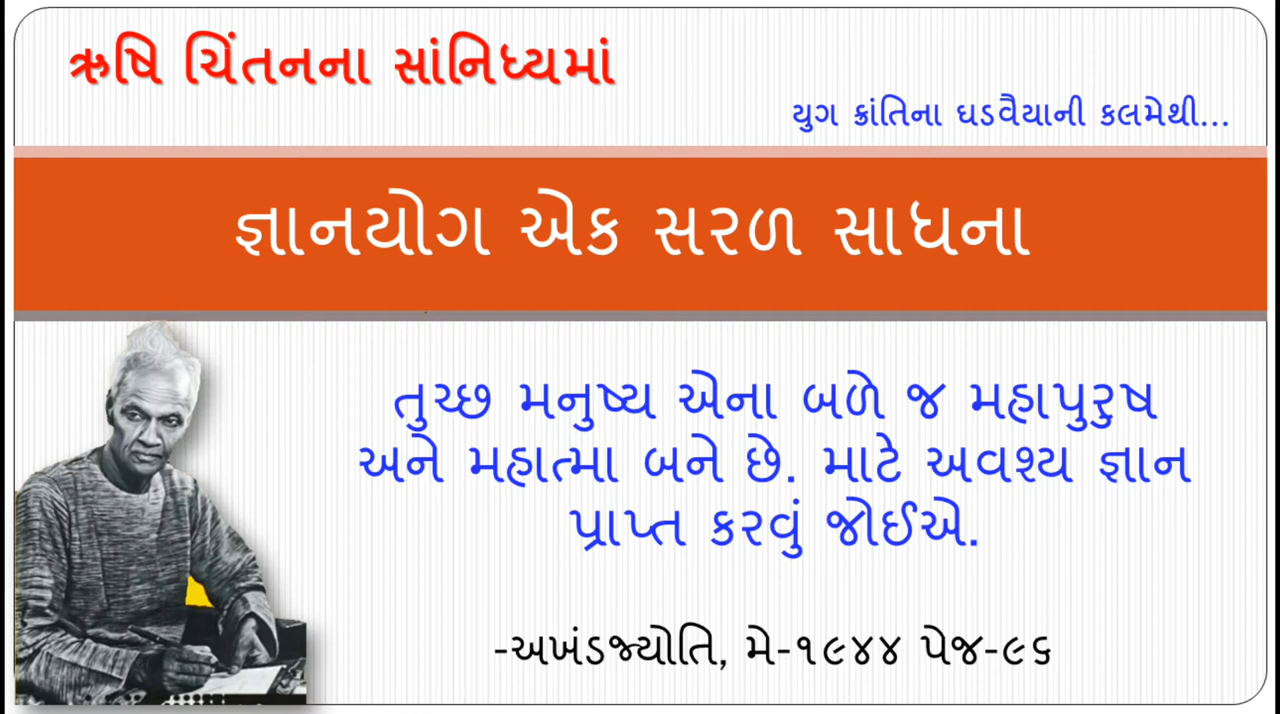 ઋષિ ચિંતનના સાંનિધ્યમાં
યુગ ક્રાંતિના ઘડવૈયાની કલમેથી...
જ્ઞાનયોગ એક સરળ સાધના
તુચ્છ મનુષ્ય એના બળે જ મહાપુરુષ
અને મહાત્મા બને છે. માટે અવશ્ય જ્ઞાન
પ્રાપ્ત કરવું જોઈએ.
-અખંડજ્યોતિ, મે-૧૯૪૪ પેજ-૯૬